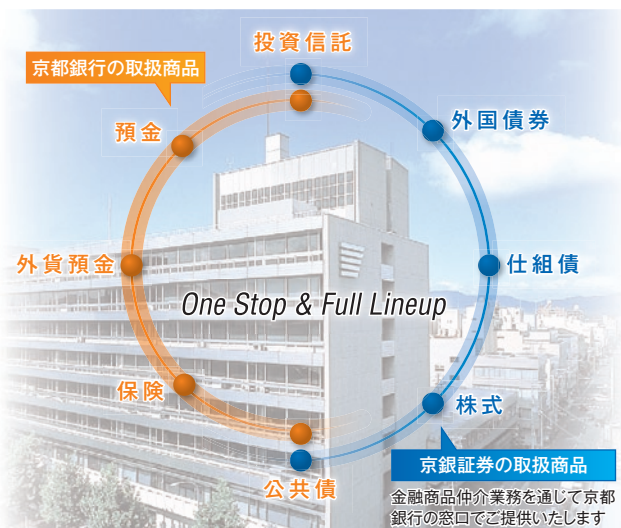 投資信託
京都銀行の取扱商品
外国債券
預金
外貨預金
仕組債
One Stop & Full Lineup
保険
株式
京銀証券の取扱商品
公共債
金融商品仲介業務を通じて京都
銀行の窓口でご提供いたします